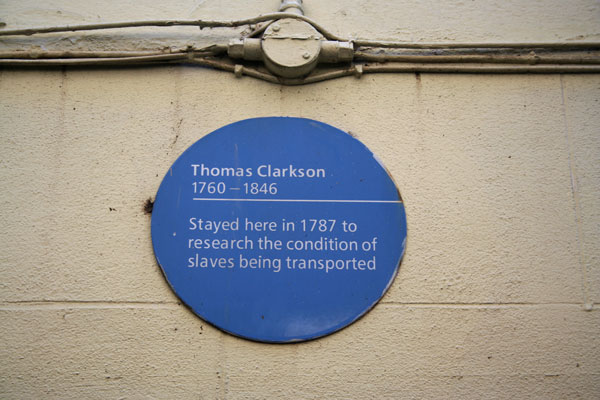 Thomas Clarkson
1760 – 1846
Stayed here in 1787 to
research the condition of
slaves being transported